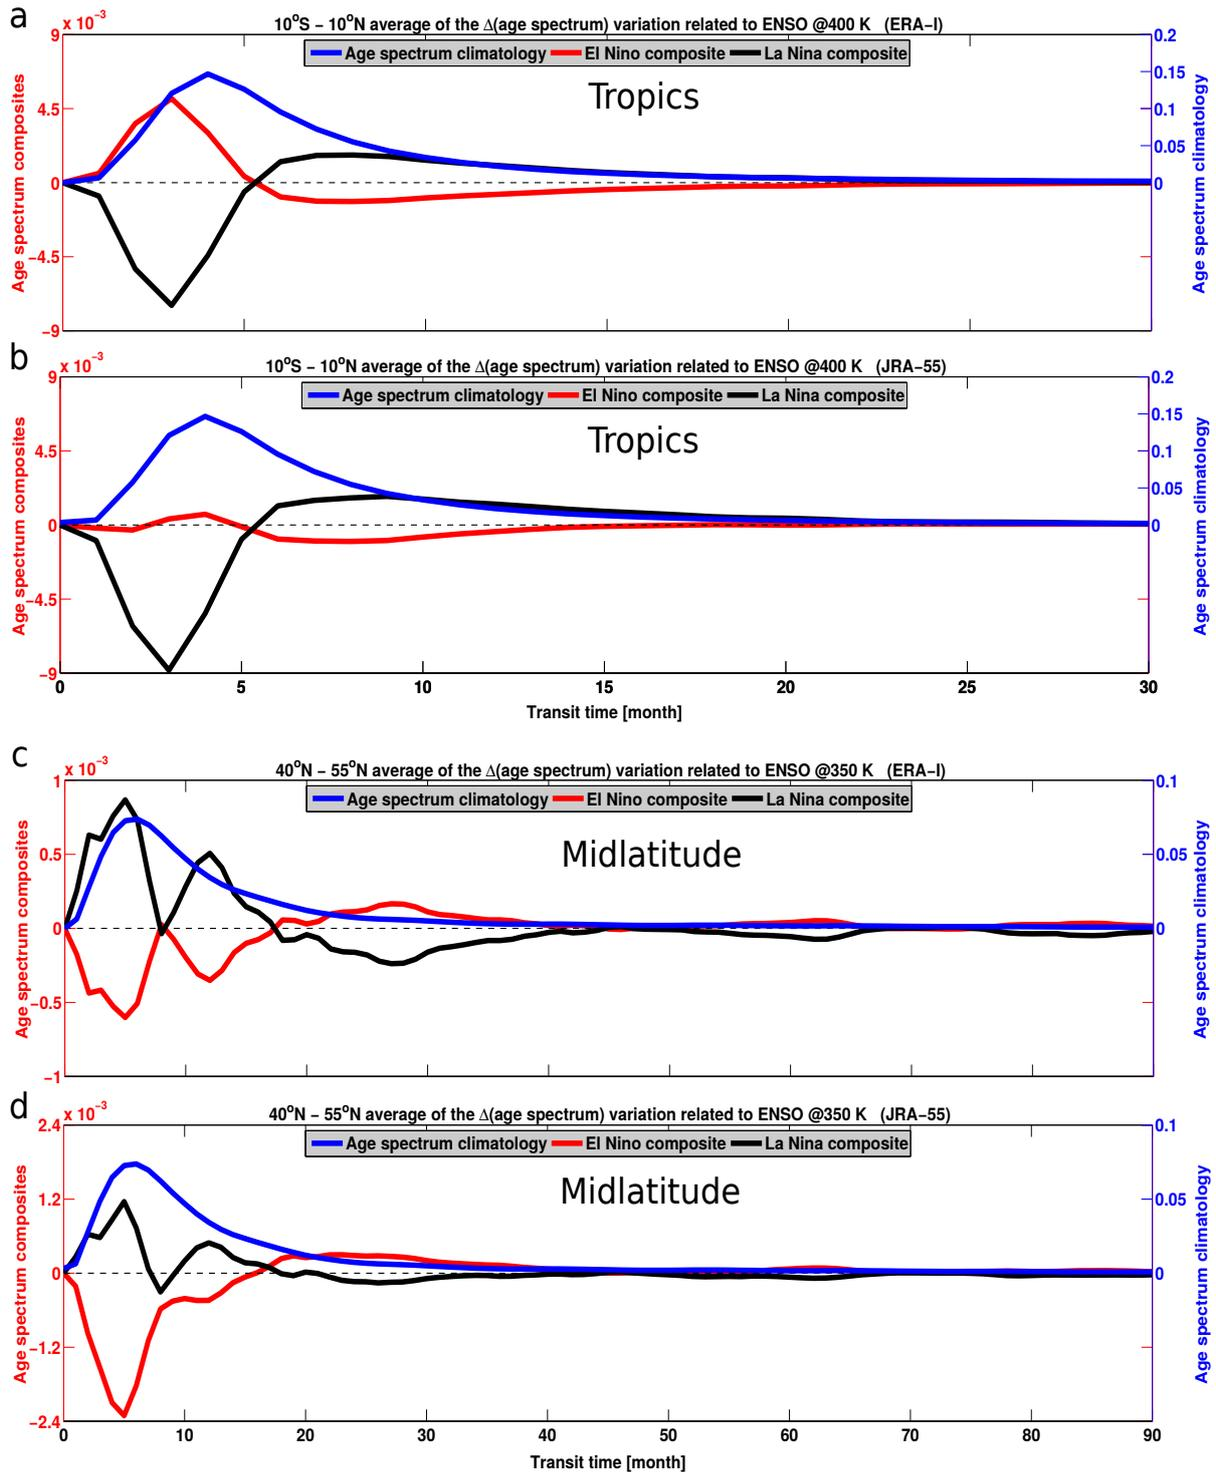 a
10°S − 10°N average of the Δ(age spectrum) variation related to ENSO @400 K (ERA−I)
x 10⁻³
Age spectrum climatology El Nino composite La Nina composite
Tropics
Age spectrum composites
9
4.5
0
−4.5
−9
0.2
0.15
0.1
0.05
0
Age spectrum climatology
b
10°S − 10°N average of the Δ(age spectrum) variation related to ENSO @400 K (JRA−55)
x 10⁻³
Age spectrum climatology El Nino composite La Nina composite
Tropics
Age spectrum composites
9
4.5
0
−4.5
−9
0.2
0.15
0.1
0.05
0
Age spectrum climatology
0 5 10 15 20 25 30
Transit time [month]
c
40°N − 55°N average of the Δ(age spectrum) variation related to ENSO @350 K (ERA−I)
x 10⁻³
Age spectrum climatology El Nino composite La Nina composite
Midlatitude
Age spectrum composites
1
0.5
0
−0.5
−1
0.1
0.05
0
Age spectrum climatology
d
40°N − 55°N average of the Δ(age spectrum) variation related to ENSO @350 K (JRA−55)
x 10⁻³
Age spectrum climatology El Nino composite La Nina composite
Midlatitude
Age spectrum composites
2.4
1.2
0
−1.2
−2.4
0.1
0.05
0
Age spectrum climatology
0 10 20 30 40 50 60 70 80 90
Transit time [month]